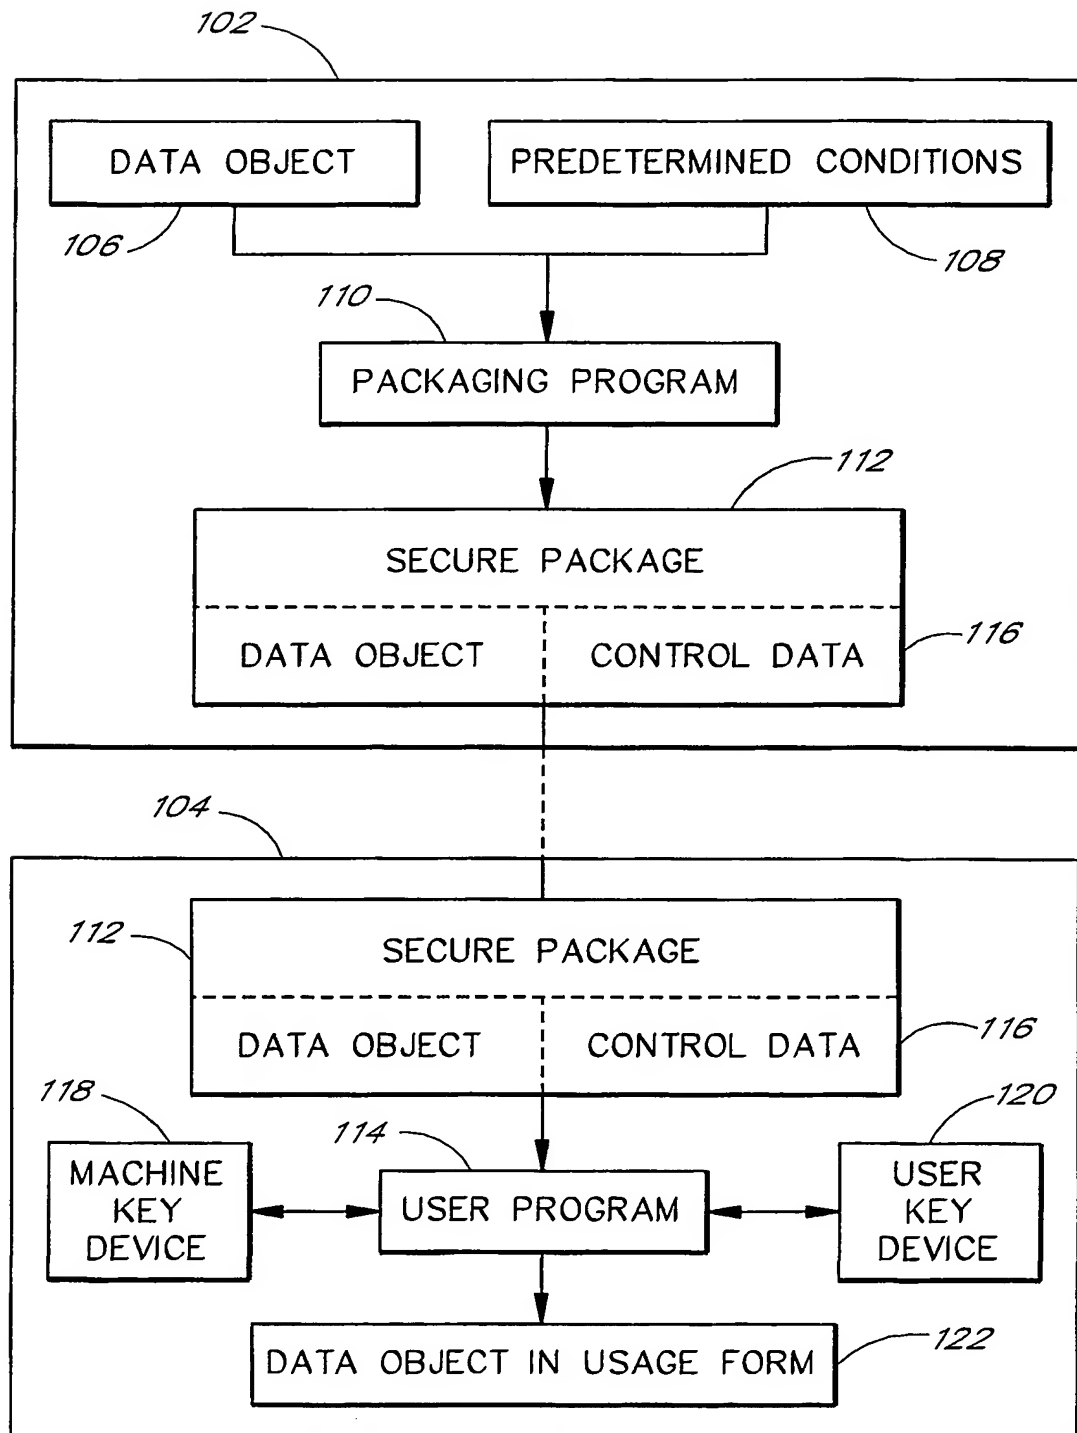 102
DATA OBJECT
PREDETERMINED CONDITIONS
106
108
110
PACKAGING PROGRAM
112
SECURE PACKAGE
DATA OBJECT
CONTROL DATA
116
104
112
SECURE PACKAGE
DATA OBJECT
CONTROL DATA
116
118
114
120
MACHINE
KEY
DEVICE
USER PROGRAM
USER
KEY
DEVICE
DATA OBJECT IN USAGE FORM
122